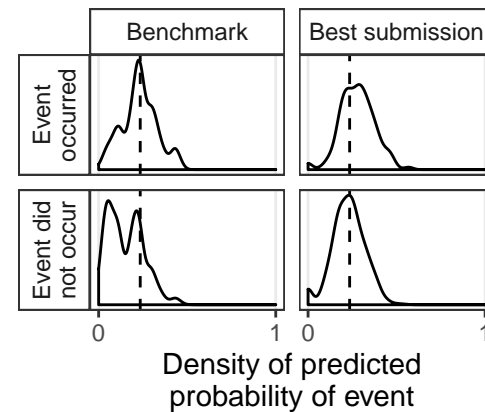 Benchmark
Best submission
Event
occurred
Event did
not occur
0
1
0
1
Density of predicted
probability of event